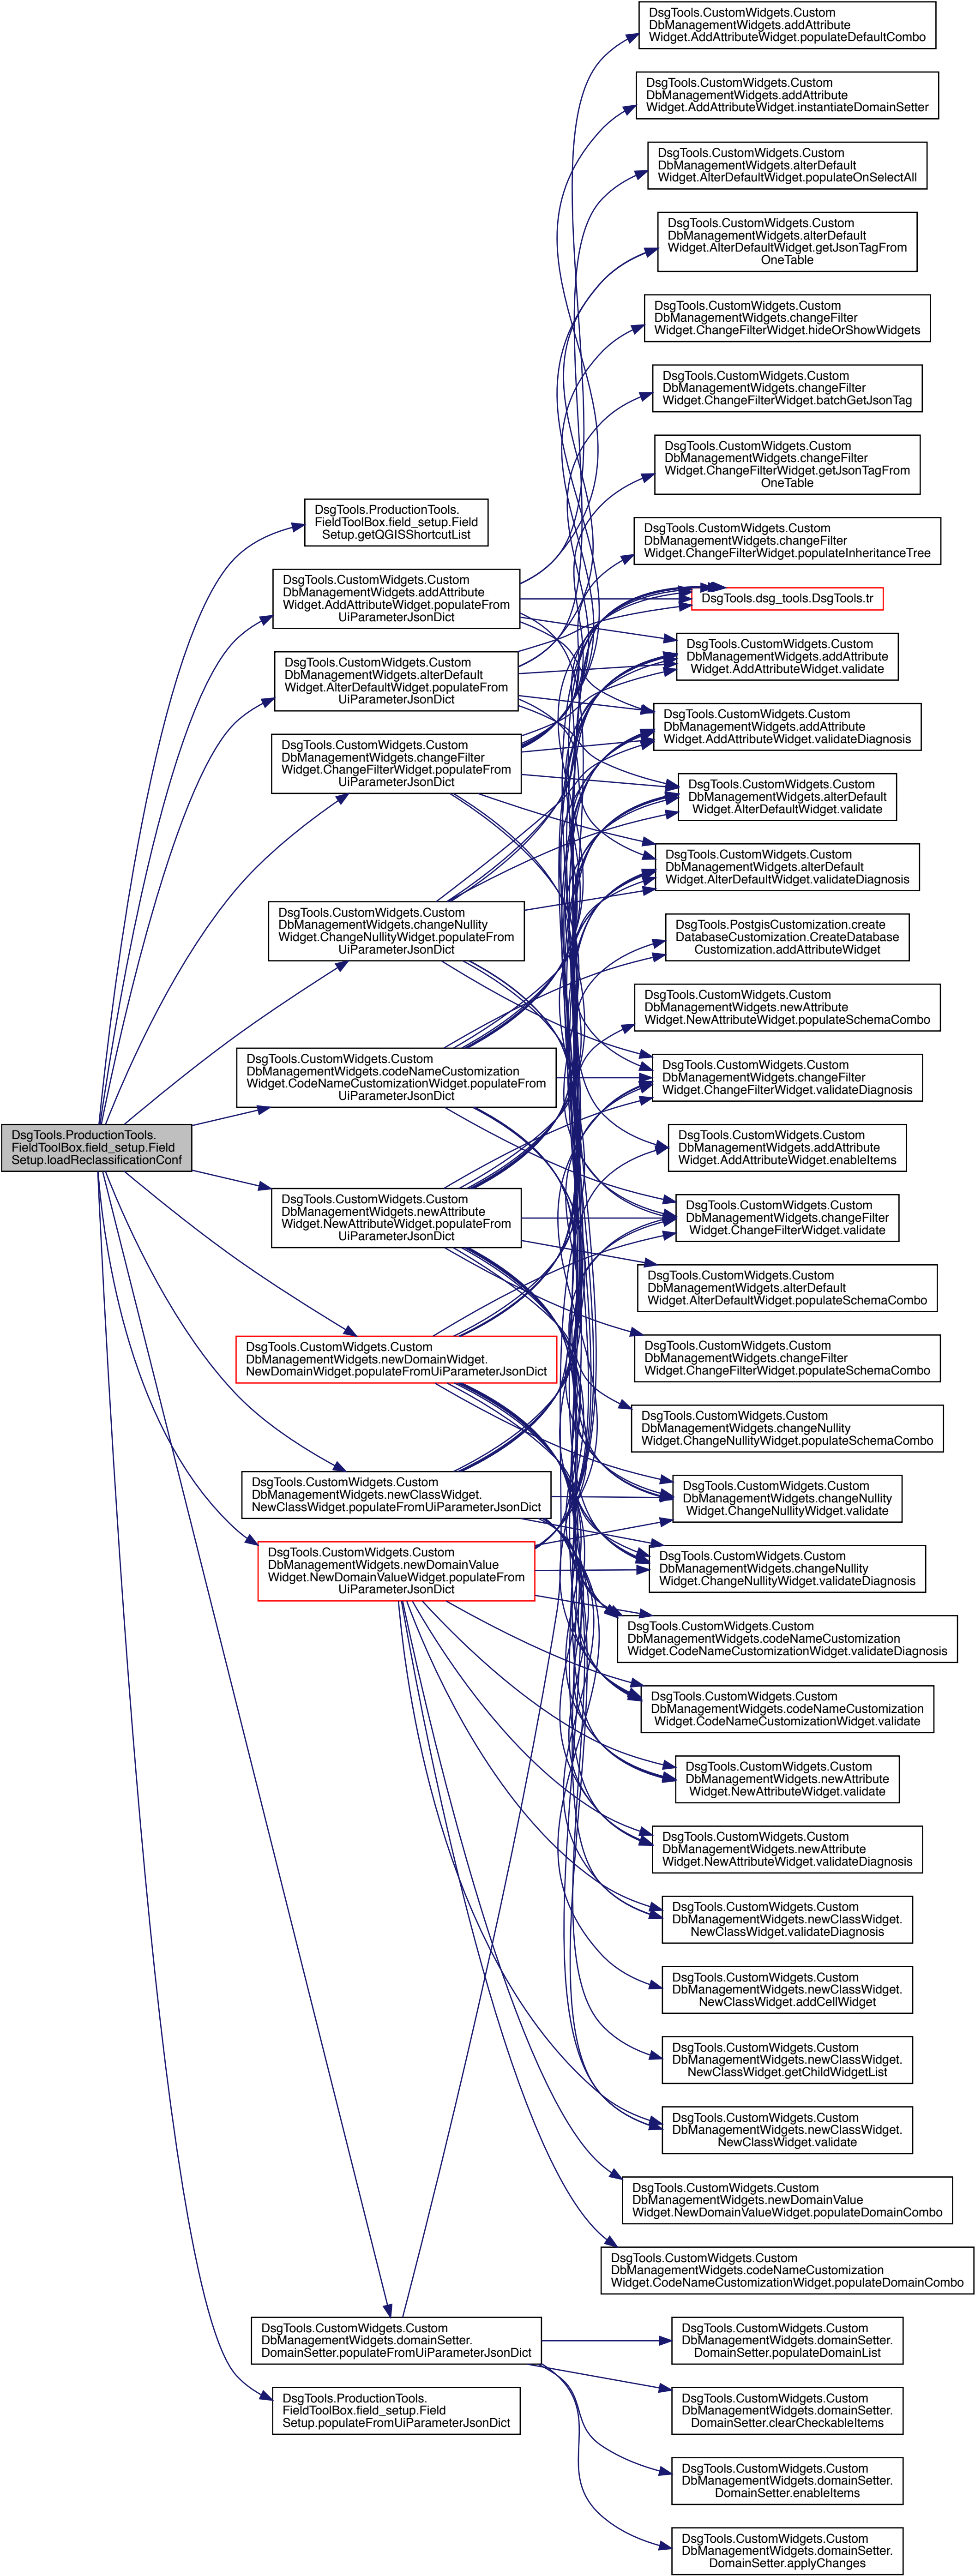 DsgTools.ProductionTools.
FieldToolBox.field_setup.Field
Setup.loadReclassificationConf
DsgTools.ProductionTools.
FieldToolBox.field_setup.Field
Setup.getQGISShortcutList
DsgTools.CustomWidgets.Custom
DbManagementWidgets.addAttribute
Widget.AddAttributeWidget.populateFrom
UiParameterJsonDict
DsgTools.CustomWidgets.Custom
DbManagementWidgets.alterDefault
Widget.AlterDefaultWidget.populateFrom
UiParameterJsonDict
DsgTools.CustomWidgets.Custom
DbManagementWidgets.changeFilter
Widget.ChangeFilterWidget.populateFrom
UiParameterJsonDict
DsgTools.CustomWidgets.Custom
DbManagementWidgets.changeNullity
Widget.ChangeNullityWidget.populateFrom
UiParameterJsonDict
DsgTools.CustomWidgets.Custom
DbManagementWidgets.codeNameCustomization
Widget.CodeNameCustomizationWidget.populateFrom
UiParameterJsonDict
DsgTools.CustomWidgets.Custom
DbManagementWidgets.newAttribute
Widget.NewAttributeWidget.populateFrom
UiParameterJsonDict
DsgTools.CustomWidgets.Custom
DbManagementWidgets.newDomainWidget.
NewDomainWidget.populateFromUiParameterJsonDict
DsgTools.CustomWidgets.Custom
DbManagementWidgets.newClassWidget.
NewClassWidget.populateFromUiParameterJsonDict
DsgTools.CustomWidgets.Custom
DbManagementWidgets.newDomainValue
Widget.NewDomainValueWidget.populateFrom
UiParameterJsonDict
DsgTools.CustomWidgets.Custom
DbManagementWidgets.domainSetter.
DomainSetter.populateFromUiParameterJsonDict
DsgTools.ProductionTools.
FieldToolBox.field_setup.Field
Setup.populateFromUiParameterJsonDict
DsgTools.CustomWidgets.Custom
DbManagementWidgets.addAttribute
Widget.AddAttributeWidget.populateDefaultCombo
DsgTools.CustomWidgets.Custom
DbManagementWidgets.addAttribute
Widget.AddAttributeWidget.instantiateDomainSetter
DsgTools.CustomWidgets.Custom
DbManagementWidgets.alterDefault
Widget.AlterDefaultWidget.populateOnSelectAll
DsgTools.CustomWidgets.Custom
DbManagementWidgets.alterDefault
Widget.AlterDefaultWidget.getJsonTagFrom
OneTable
DsgTools.CustomWidgets.Custom
DbManagementWidgets.changeFilter
Widget.ChangeFilterWidget.hideOrShowWidgets
DsgTools.CustomWidgets.Custom
DbManagementWidgets.changeFilter
Widget.ChangeFilterWidget.batchGetJsonTag
DsgTools.CustomWidgets.Custom
DbManagementWidgets.changeFilter
Widget.ChangeFilterWidget.getJsonTagFrom
OneTable
DsgTools.CustomWidgets.Custom
DbManagementWidgets.changeFilter
Widget.ChangeFilterWidget.populateInheritanceTree
DsgTools.dsg_tools.DsgTools.tr
DsgTools.CustomWidgets.Custom
DbManagementWidgets.addAttribute
Widget.AddAttributeWidget.validate
DsgTools.CustomWidgets.Custom
DbManagementWidgets.addAttribute
Widget.AddAttributeWidget.validateDiagnosis
DsgTools.CustomWidgets.Custom
DbManagementWidgets.alterDefault
Widget.AlterDefaultWidget.validate
DsgTools.CustomWidgets.Custom
DbManagementWidgets.alterDefault
Widget.AlterDefaultWidget.validateDiagnosis
DsgTools.PostgisCustomization.create
DatabaseCustomization.CreateDatabase
Customization.addAttributeWidget
DsgTools.CustomWidgets.Custom
DbManagementWidgets.newAttribute
Widget.NewAttributeWidget.populateSchemaCombo
DsgTools.CustomWidgets.Custom
DbManagementWidgets.changeFilter
Widget.ChangeFilterWidget.validateDiagnosis
DsgTools.CustomWidgets.Custom
DbManagementWidgets.addAttribute
Widget.AddAttributeWidget.enableItems
DsgTools.CustomWidgets.Custom
DbManagementWidgets.changeFilter
Widget.ChangeFilterWidget.validate
DsgTools.CustomWidgets.Custom
DbManagementWidgets.alterDefault
Widget.AlterDefaultWidget.populateSchemaCombo
DsgTools.CustomWidgets.Custom
DbManagementWidgets.changeFilter
Widget.ChangeFilterWidget.populateSchemaCombo
DsgTools.CustomWidgets.Custom
DbManagementWidgets.changeNullity
Widget.ChangeNullityWidget.populateSchemaCombo
DsgTools.CustomWidgets.Custom
DbManagementWidgets.changeNullity
Widget.ChangeNullityWidget.validate
DsgTools.CustomWidgets.Custom
DbManagementWidgets.changeNullity
Widget.ChangeNullityWidget.validateDiagnosis
DsgTools.CustomWidgets.Custom
DbManagementWidgets.codeNameCustomization
Widget.CodeNameCustomizationWidget.validateDiagnosis
DsgTools.CustomWidgets.Custom
DbManagementWidgets.codeNameCustomization
Widget.CodeNameCustomizationWidget.validate
DsgTools.CustomWidgets.Custom
DbManagementWidgets.newAttribute
Widget.NewAttributeWidget.validate
DsgTools.CustomWidgets.Custom
DbManagementWidgets.newAttribute
Widget.NewAttributeWidget.validateDiagnosis
DsgTools.CustomWidgets.Custom
DbManagementWidgets.newClassWidget.
NewClassWidget.validateDiagnosis
DsgTools.CustomWidgets.Custom
DbManagementWidgets.newClassWidget.
NewClassWidget.addCellWidget
DsgTools.CustomWidgets.Custom
DbManagementWidgets.newClassWidget.
NewClassWidget.getChildWidgetList
DsgTools.CustomWidgets.Custom
DbManagementWidgets.newClassWidget.
NewClassWidget.validate
DsgTools.CustomWidgets.Custom
DbManagementWidgets.newDomainValue
Widget.NewDomainValueWidget.populateDomainCombo
DsgTools.CustomWidgets.Custom
DbManagementWidgets.codeNameCustomization
Widget.CodeNameCustomizationWidget.populateDomainCombo
DsgTools.CustomWidgets.Custom
DbManagementWidgets.domainSetter.
DomainSetter.populateDomainList
DsgTools.CustomWidgets.Custom
DbManagementWidgets.domainSetter.
DomainSetter.clearCheckableItems
DsgTools.CustomWidgets.Custom
DbManagementWidgets.domainSetter.
DomainSetter.enableItems
DsgTools.CustomWidgets.Custom
DbManagementWidgets.domainSetter.
DomainSetter.applyChanges